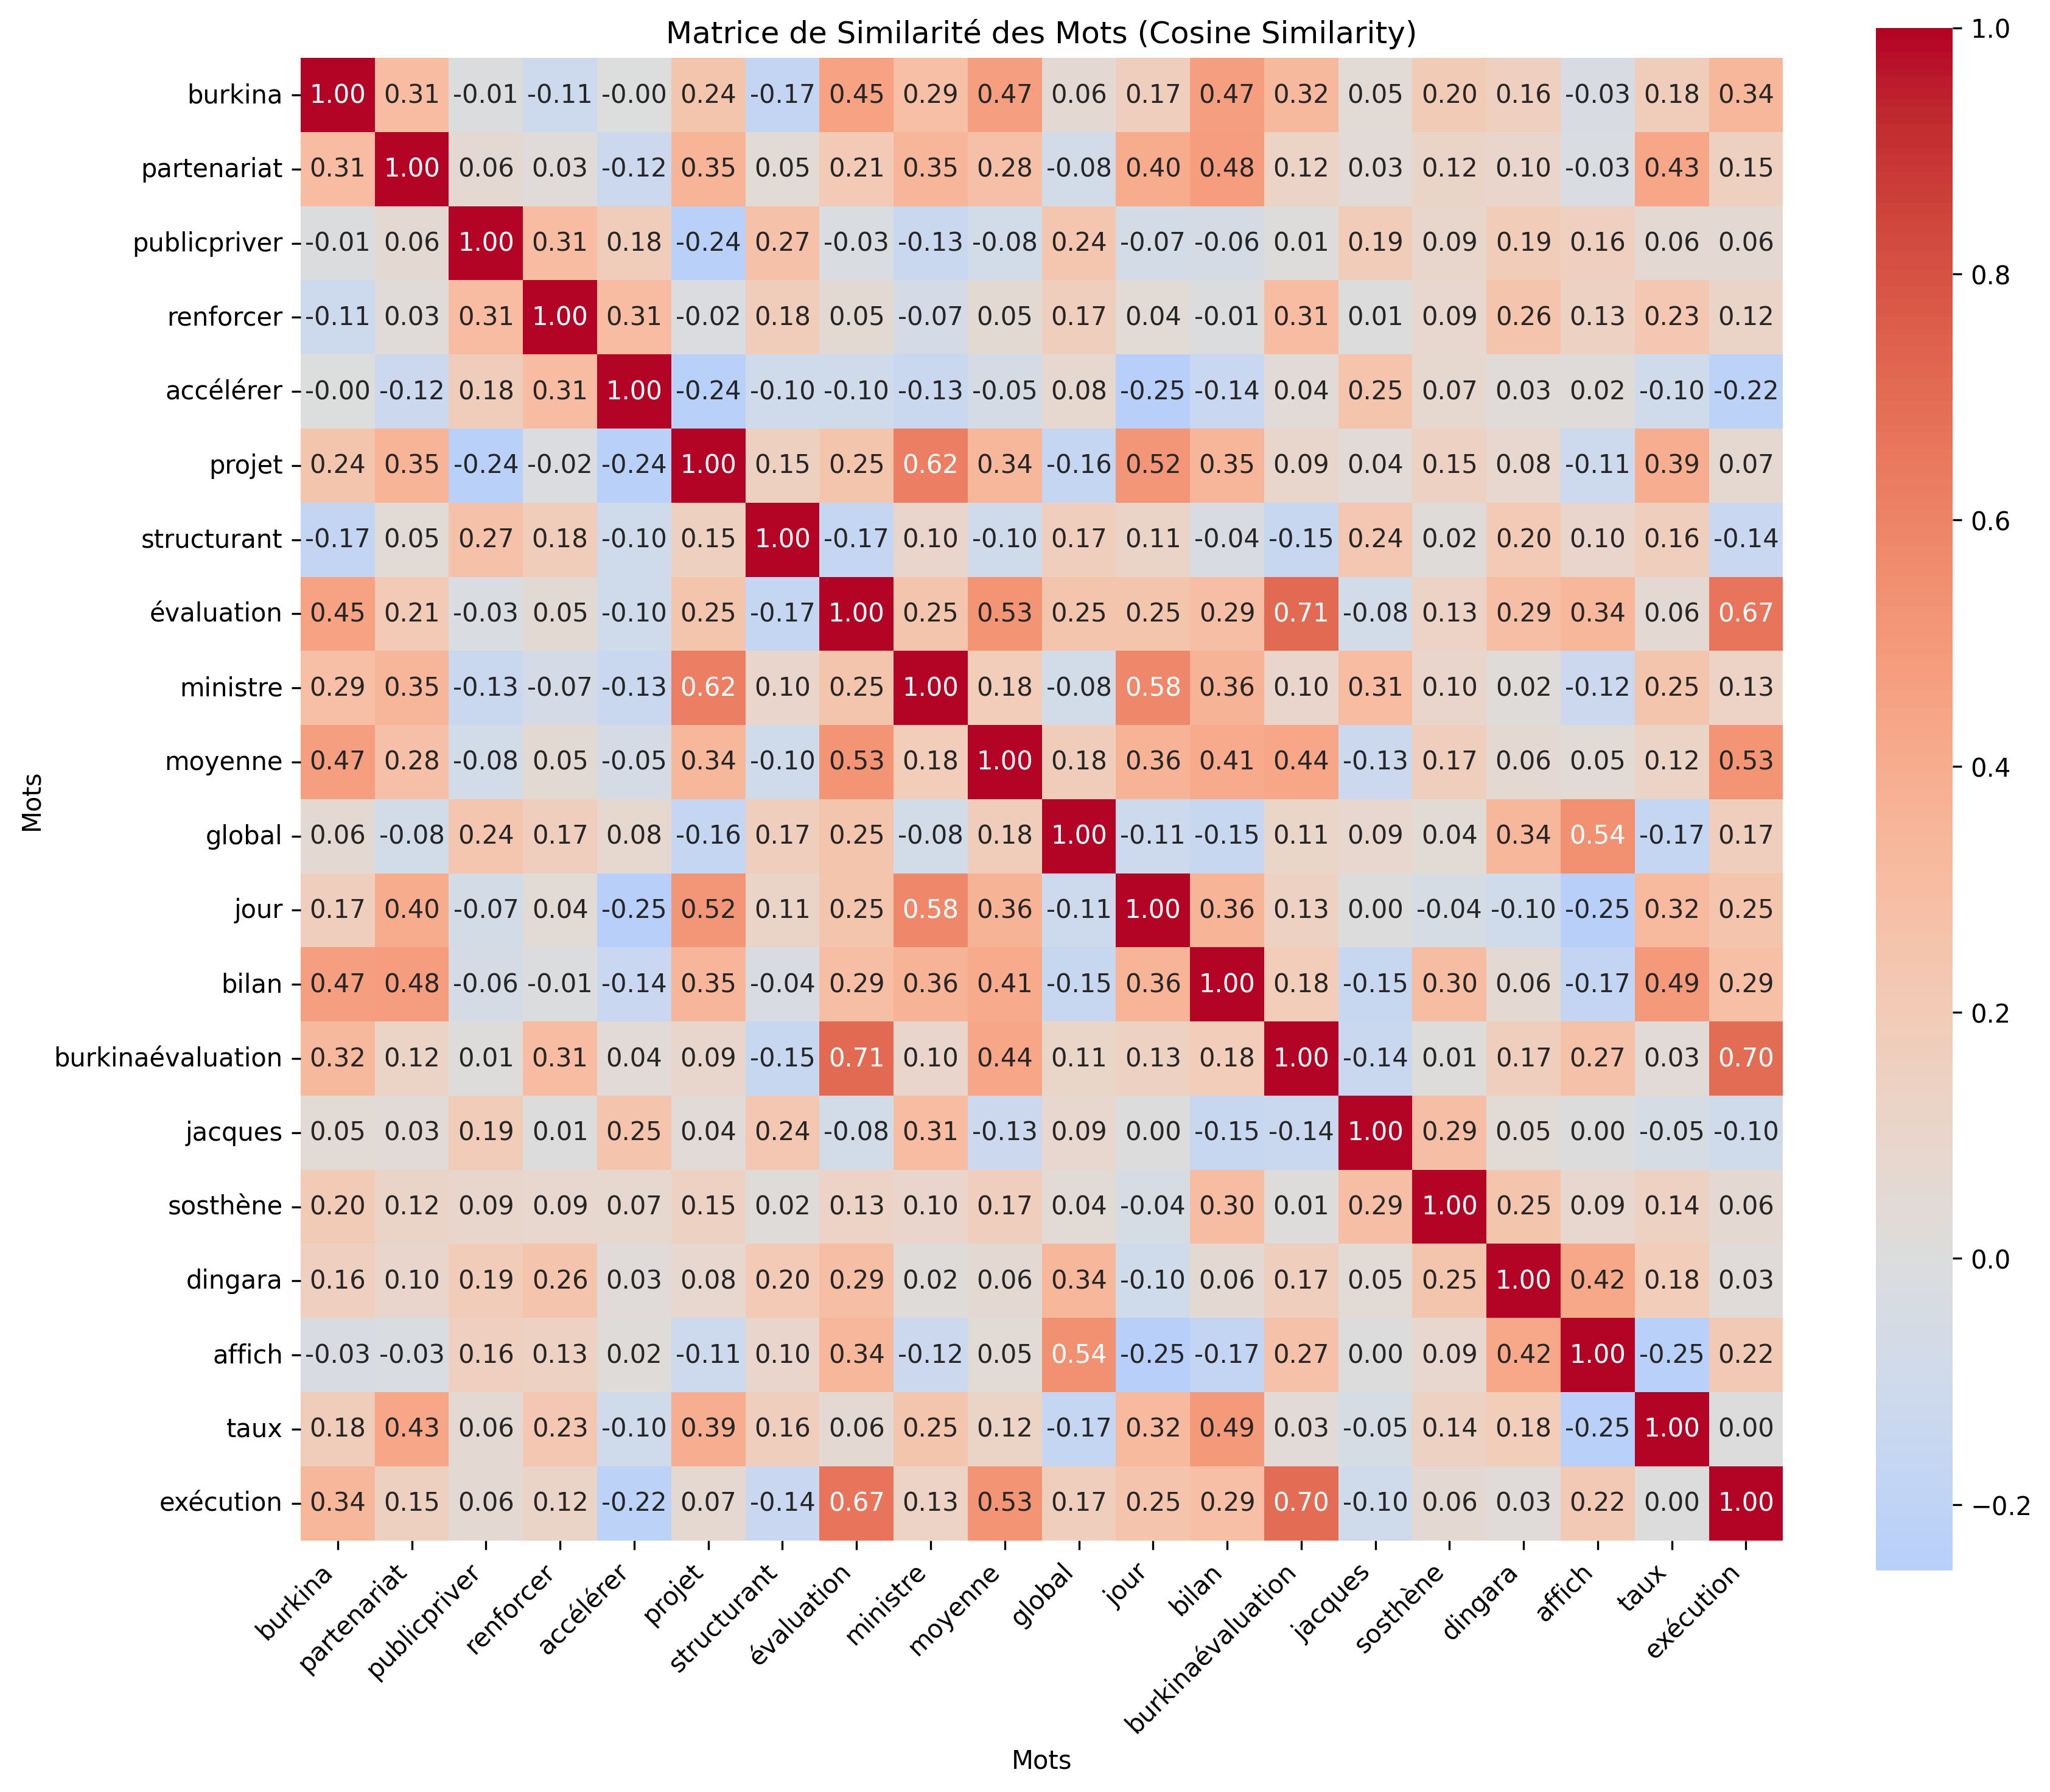 Matrice de Similarité des Mots (Cosine Similarity)
burkina 1.00 0.31 -0.01 -0.11 -0.00 0.24 -0.17 0.45 0.29 0.47 0.06 0.17 0.47 0.32 0.05 0.20 0.16 -0.03 0.18 0.34
partenariat 0.31 1.00 0.06 0.03 -0.12 0.35 0.05 0.21 0.35 0.28 -0.08 0.40 0.48 0.12 0.03 0.12 0.10 -0.03 0.43 0.15
publicpriver -0.01 0.06 1.00 0.31 0.18 -0.24 0.27 -0.03 -0.13 -0.08 0.24 -0.07 -0.06 0.01 0.19 0.09 0.19 0.16 0.06 0.06
renforcer -0.11 0.03 0.31 1.00 0.31 -0.02 0.18 0.05 -0.07 0.05 0.17 0.04 -0.01 0.31 0.01 0.09 0.26 0.13 0.23 0.12
accélérer -0.00 -0.12 0.18 0.31 1.00 -0.24 -0.10 -0.10 -0.13 -0.05 0.08 -0.25 -0.14 0.04 0.25 0.07 0.03 0.02 -0.10 -0.22
projet 0.24 0.35 -0.24 -0.02 -0.24 1.00 0.15 0.25 0.62 0.34 -0.16 0.52 0.35 0.09 0.04 0.15 0.08 -0.11 0.39 0.07
structurant -0.17 0.05 0.27 0.18 -0.10 0.15 1.00 -0.17 0.10 -0.10 0.17 0.11 -0.04 -0.15 0.24 0.02 0.20 0.10 0.16 -0.14
évaluation 0.45 0.21 -0.03 0.05 -0.10 0.25 -0.17 1.00 0.25 0.53 0.25 0.25 0.29 0.71 -0.08 0.13 0.29 0.34 0.06 0.67
ministre 0.29 0.35 -0.13 -0.07 -0.13 0.62 0.10 0.25 1.00 0.18 -0.08 0.58 0.36 0.10 0.31 0.10 0.02 -0.12 0.25 0.13
moyenne 0.47 0.28 -0.08 0.05 -0.05 0.34 -0.10 0.53 0.18 1.00 0.18 0.36 0.41 0.44 -0.13 0.17 0.06 0.05 0.12 0.53
global 0.06 -0.08 0.24 0.17 0.08 -0.16 0.17 0.25 -0.08 0.18 1.00 -0.11 -0.15 0.11 0.09 0.04 0.34 0.54 -0.17 0.17
jour 0.17 0.40 -0.07 0.04 -0.25 0.52 0.11 0.25 0.58 0.36 -0.11 1.00 0.36 0.13 0.00 -0.04 -0.10 -0.25 0.32 0.25
bilan 0.47 0.48 -0.06 -0.01 -0.14 0.35 -0.04 0.29 0.36 0.41 -0.15 0.36 1.00 0.18 -0.15 0.30 0.06 -0.17 0.49 0.29
burkinaévaluation 0.32 0.12 0.01 0.31 0.04 0.09 -0.15 0.71 0.10 0.44 0.11 0.13 0.18 1.00 -0.14 0.01 0.17 0.27 0.03 0.70
jacques 0.05 0.03 0.19 0.01 0.25 0.04 0.24 -0.08 0.31 -0.13 0.09 0.00 -0.15 -0.14 1.00 0.29 0.05 0.00 -0.05 -0.10
sosthène 0.20 0.12 0.09 0.09 0.07 0.15 0.02 0.13 0.10 0.17 0.04 -0.04 0.30 0.01 0.29 1.00 0.25 0.09 0.14 0.06
dingara 0.16 0.10 0.19 0.26 0.03 0.08 0.20 0.29 0.02 0.06 0.34 -0.10 0.06 0.17 0.05 0.25 1.00 0.42 0.18 0.03
affich -0.03 -0.03 0.16 0.13 0.02 -0.11 0.10 0.34 -0.12 0.05 0.54 -0.25 -0.17 0.27 0.00 0.09 0.42 1.00 -0.25 0.22
taux 0.18 0.43 0.06 0.23 -0.10 0.39 0.16 0.06 0.25 0.12 -0.17 0.32 0.49 0.03 -0.05 0.14 0.18 -0.25 1.00 0.00
exécution 0.34 0.15 0.06 0.12 -0.22 0.07 -0.14 0.67 0.13 0.53 0.17 0.25 0.29 0.70 -0.10 0.06 0.03 0.22 0.00 1.00
burkina partenariat publicpriver renforcer accélérer projet structurant évaluation ministre moyenne global jour bilan burkinaévaluation jacques sosthène dingara affich taux exécution
Mots
Mots
1.0
0.8
0.6
0.4
0.2
0.0
−0.2